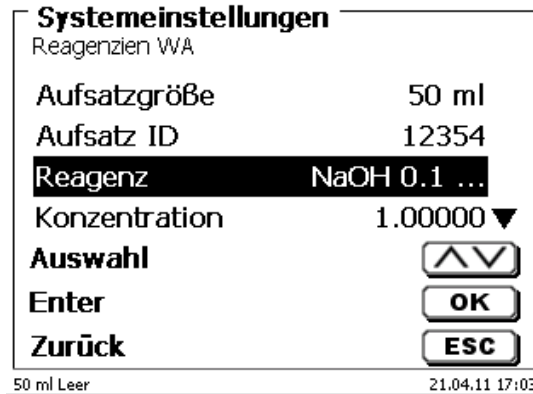 Systemeinstellungen
Reagenzien WA
Aufsatzgröße 50 ml
Aufsatz ID 12354
Reagenz NaOH 0.1 ...
Konzentration 1.00000
Auswahl
Enter OK
Zurück ESC
50 ml Leer 21.04.11 17:03